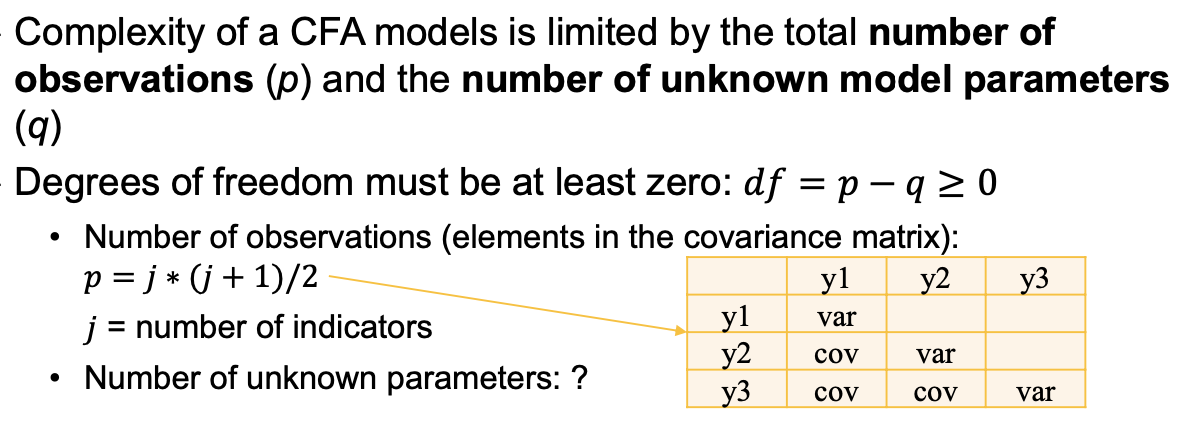 Complexity of a CFA models is limited by the total number of
observations (p) and the number of unknown model parameters
(q)
Degrees of freedom must be at least zero: df = p − q ≥ 0
• Number of observations (elements in the covariance matrix):
p = j ∗ (j + 1)/2
j = number of indicators
• Number of unknown parameters: ?
y1 y2 y3
y1 var
y2 cov var
y3 cov cov var